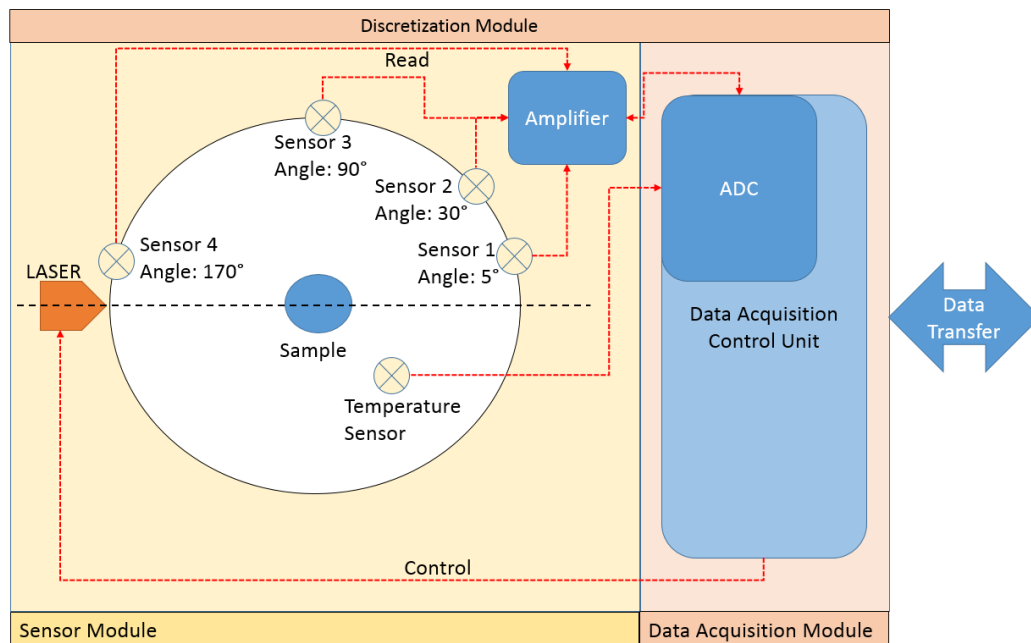 Discretization Module
Read
Amplifier
Sensor 3
Angle: 90°
ADC
Sensor 2
Angle: 30°
Sensor 4
Angle: 170°
Sensor 1
Angle: 5°
LASER
Sample
Data Acquisition
Control Unit
Data
Transfer
Temperature
Sensor
Control
Sensor Module
Data Acquisition Module